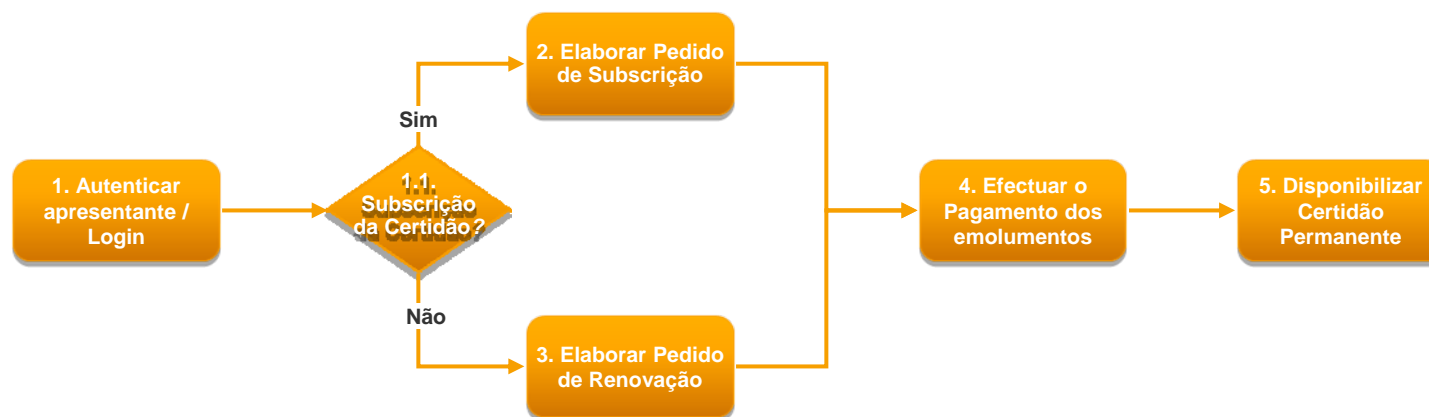 2. Elaborar Pedido
de Subscrição
Sim
1. Autenticar
apresentante /
Login
1.1.
Subscrição
da Certidão?
4. Efectuar o
Pagamento dos
emolumentos
5. Disponibilizar
Certidão
Permanente
Não
3. Elaborar Pedido
de Renovação